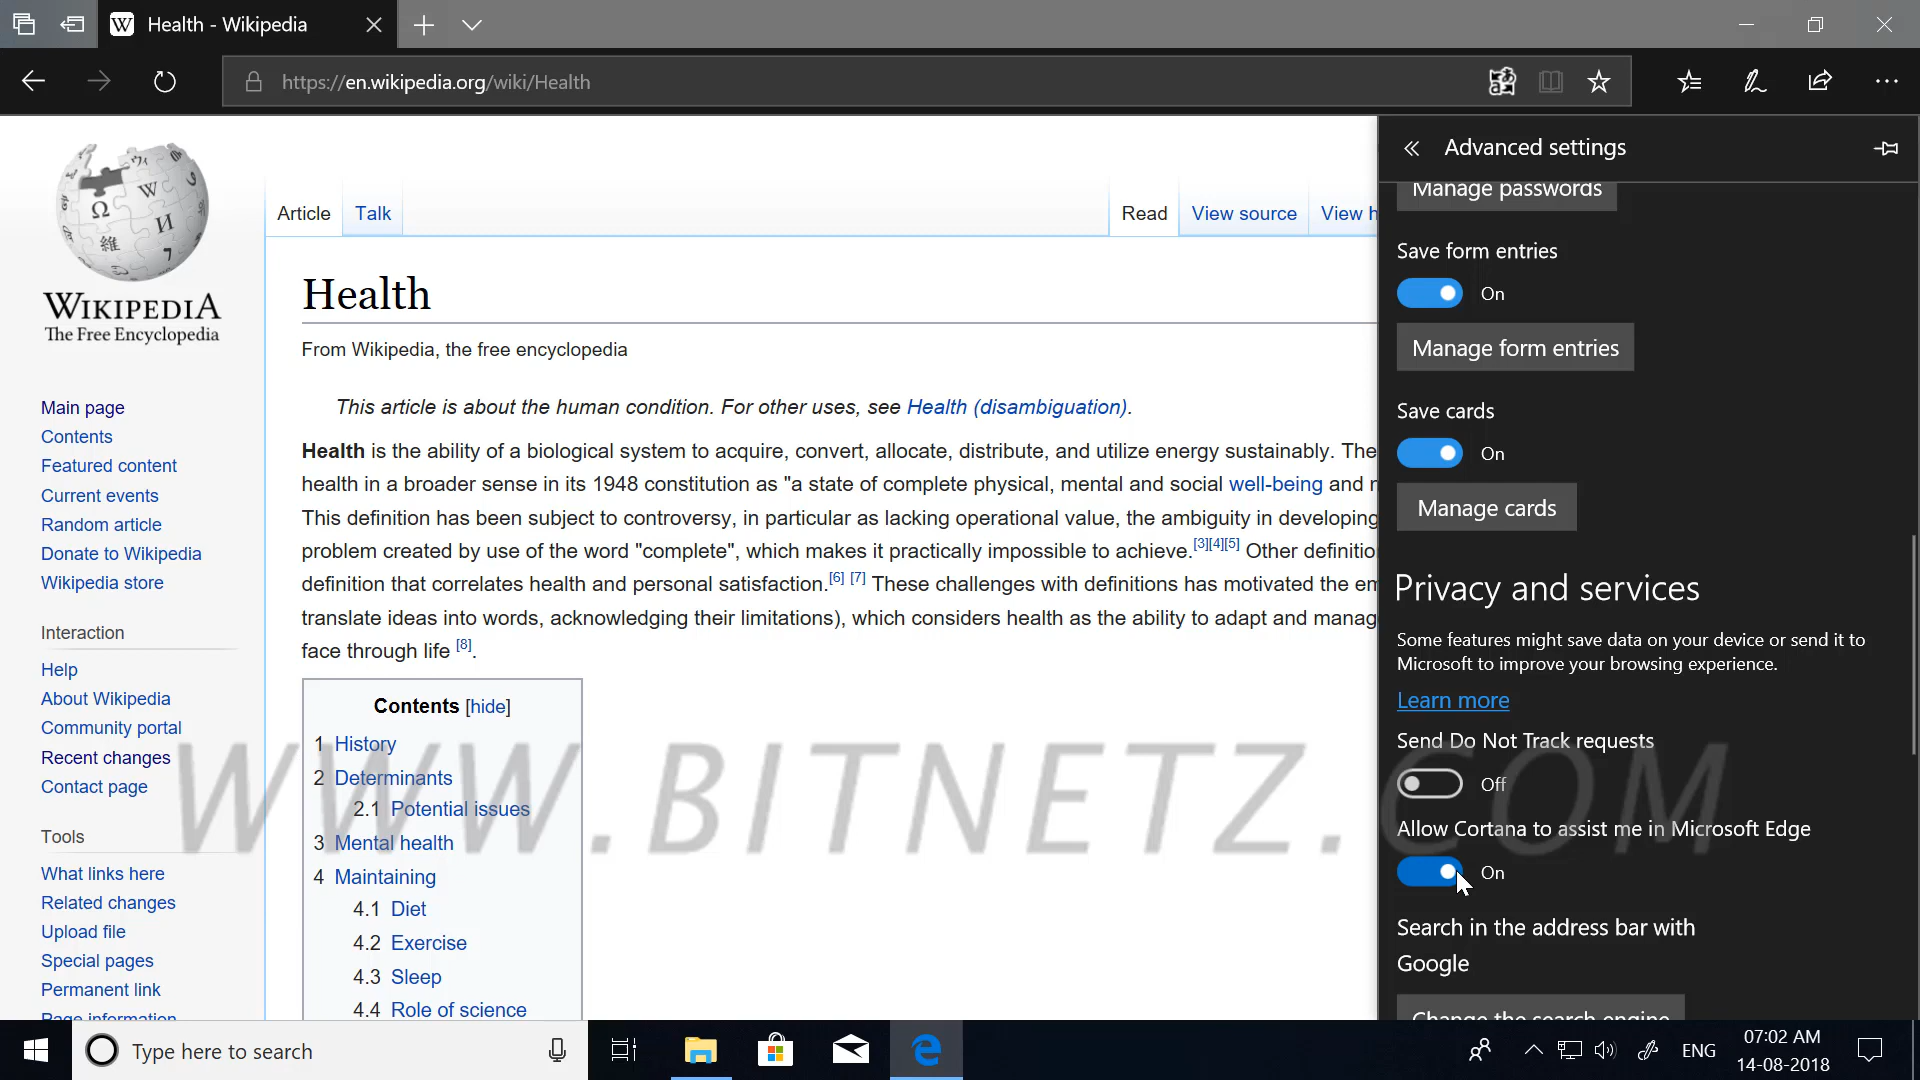 Health - Wikipedia
https://en.wikipedia.org/wiki/Health
WIKIPEDIA
The Free Encyclopedia
Main page
Contents
Featured content
Current events
Random article
Donate to Wikipedia
Wikipedia store
Interaction
Help
About Wikipedia
Community portal
Recent changes
Contact page
Tools
What links here
Related changes
Upload file
Special pages
Permanent link
Page information
Article
Talk
Read
View source
View h
Health
From Wikipedia, the free encyclopedia
This article is about the human condition. For other uses, see Health (disambiguation).
Health is the ability of a biological system to acquire, convert, allocate, distribute, and utilize energy sustainably. The
health in a broader sense in its 1948 constitution as "a state of complete physical, mental and social well-being and
This definition has been subject to controversy, in particular as lacking operational value, the ambiguity in developing
problem created by use of the word "complete", which makes it practically impossible to achieve.[3][4][5] Other definitio
definition that correlates health and personal satisfaction.[6] [7] These challenges with definitions has motivated the
translate ideas into words, acknowledging their limitations), which considers health as the ability to adapt and manag
face through life [8].
Contents [hide]
1 History
2 Determinants
2.1 Potential issues
3 Mental health
4 Maintaining
4.1 Diet
4.2 Exercise
4.3 Sleep
4.4 Role of science
Advanced settings
Manage passwords
Save form entries
On
Manage form entries
Save cards
On
Manage cards
Privacy and services
Some features might save data on your device or send it to
Microsoft to improve your browsing experience.
Learn more
Send Do Not Track requests
Off
Allow Cortana to assist me in Microsoft Edge
On
Search in the address bar with
Google
Change the search engine
WWW.BITNETZ.COM
Type here to search
ENG
07:02 AM
14-08-2018